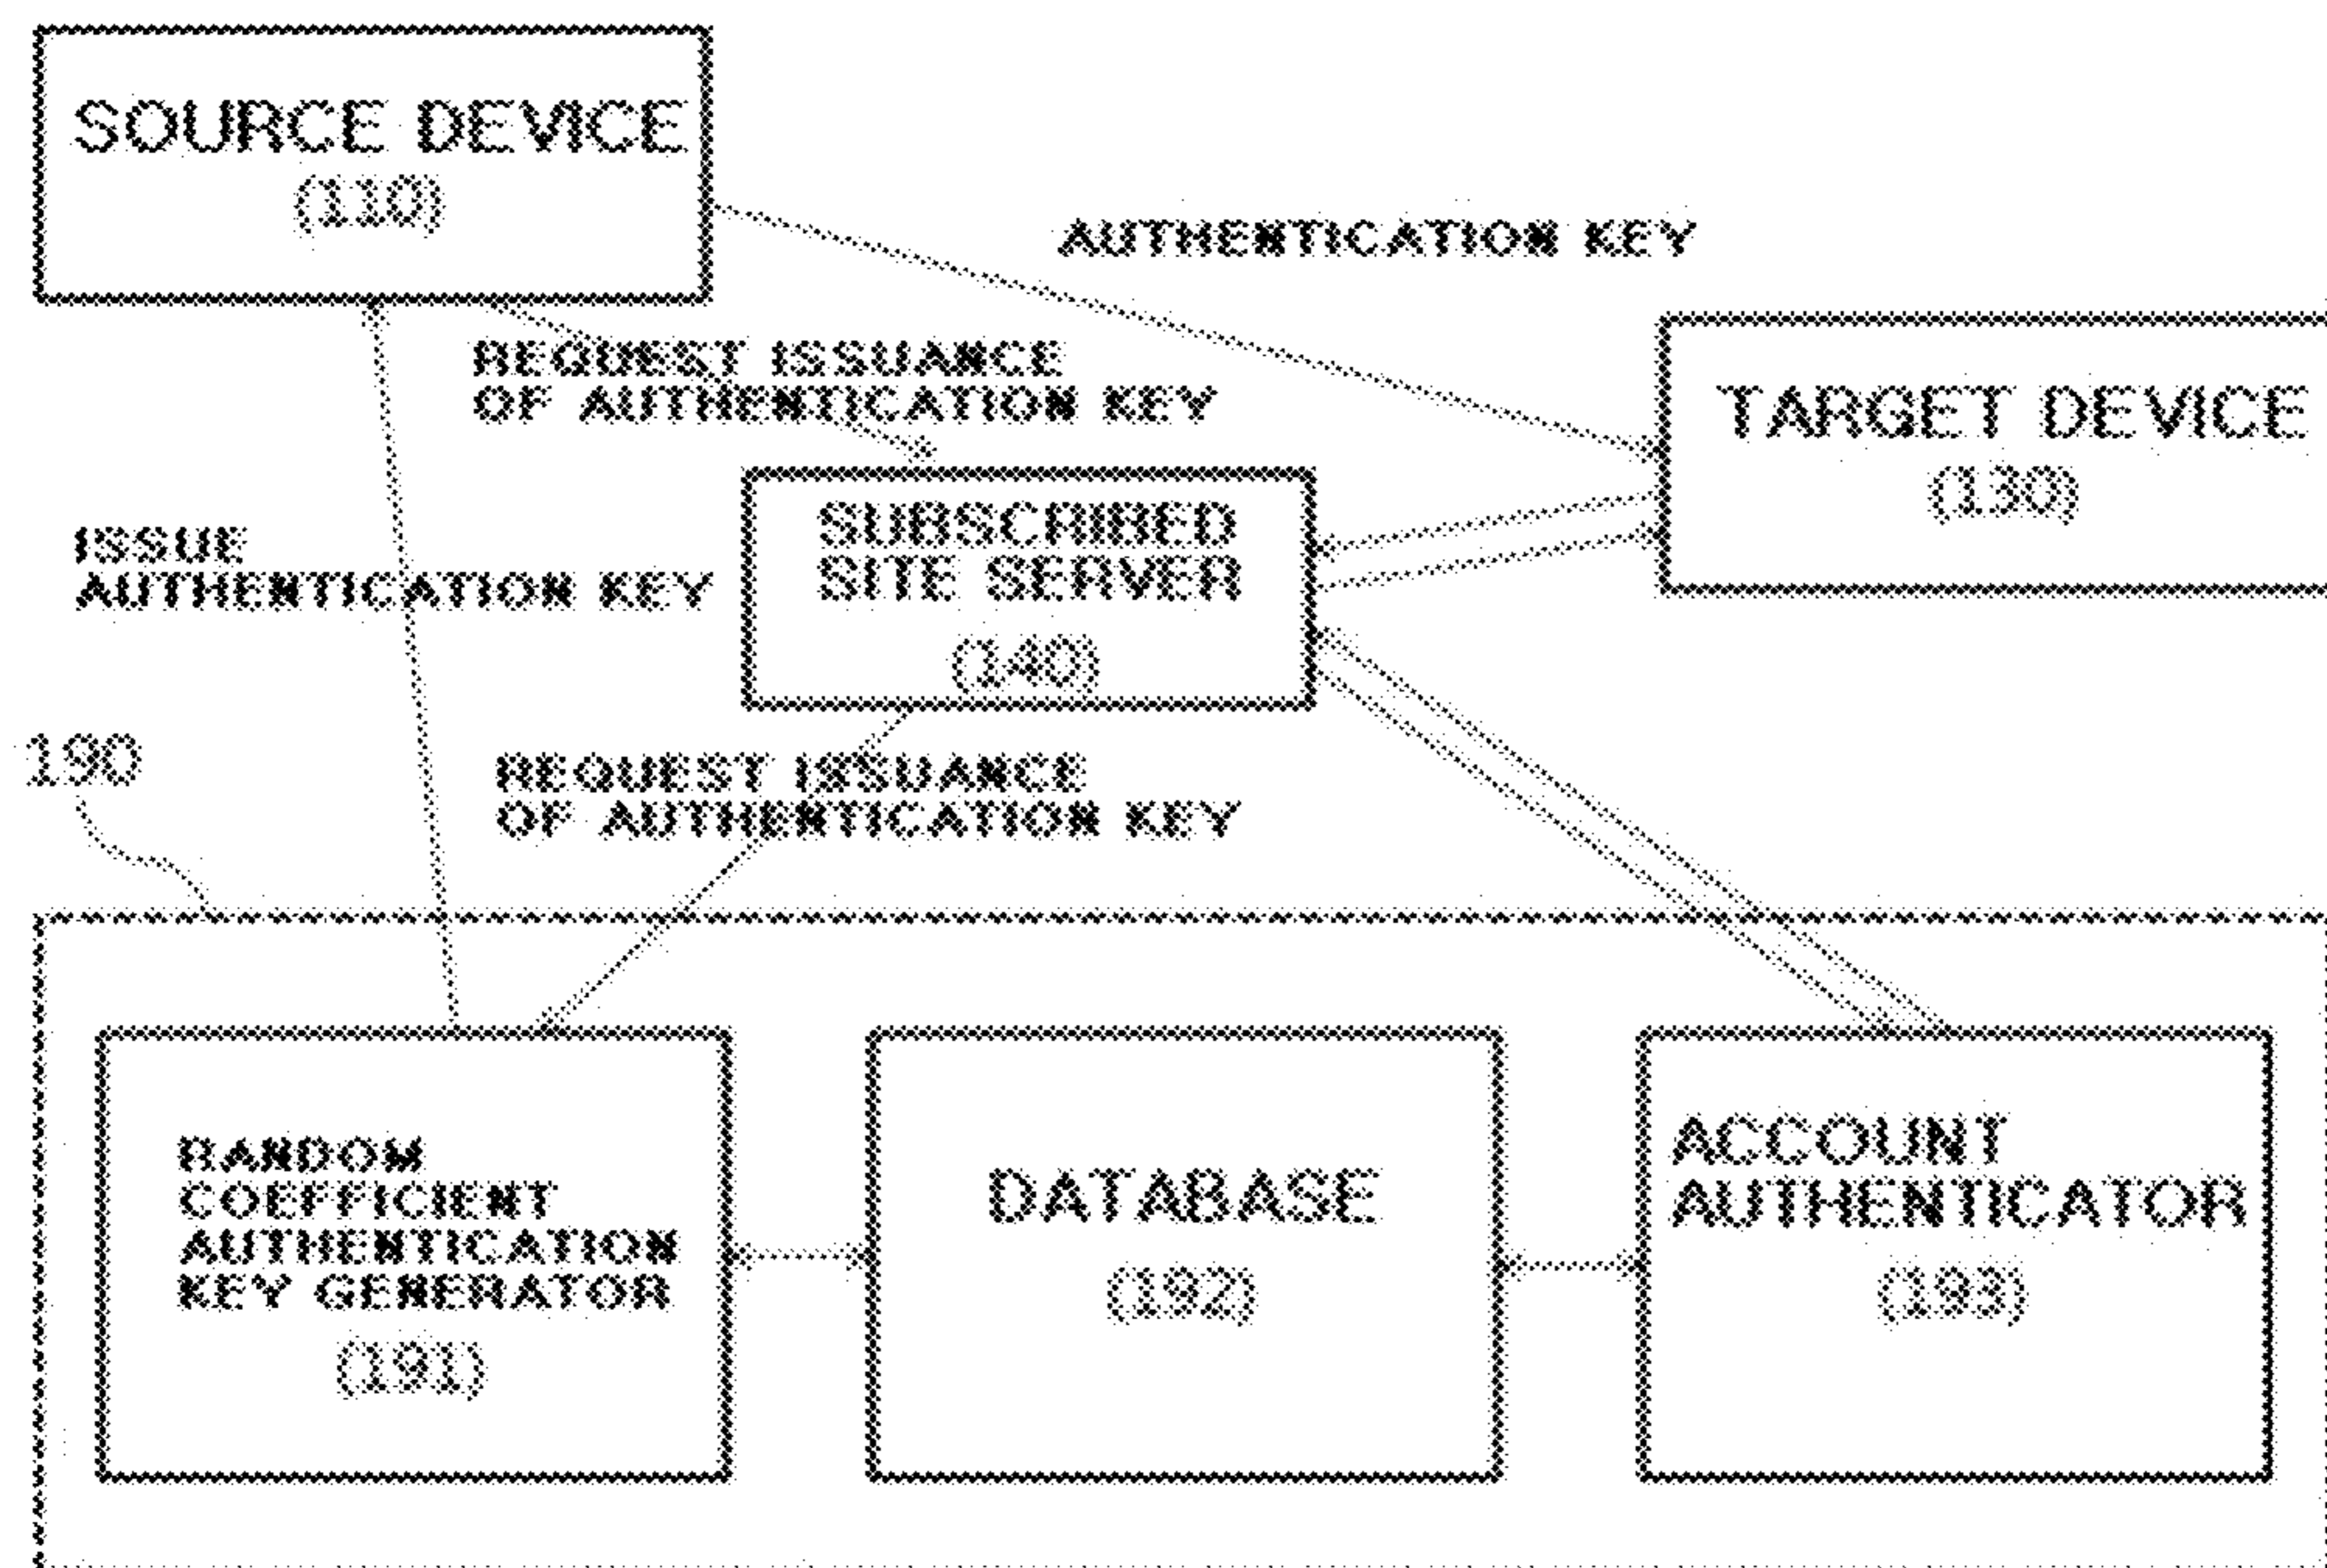 SOURCE DEVICE
(110)
AUTHENTICATION KEY
REQUEST ISSUANCE
OF AUTHENTICATION KEY
TARGET DEVICE
(130)
SUBSCRIBED
SITE SERVER
(140)
ISSUE
AUTHENTICATION KEY
190
REQUEST ISSUANCE
OF AUTHENTICATION KEY
RANDOM
COEFFICIENT
AUTHENTICATION
KEY GENERATOR
(191)
DATABASE
(192)
ACCOUNT
AUTHENTICATOR
(193)